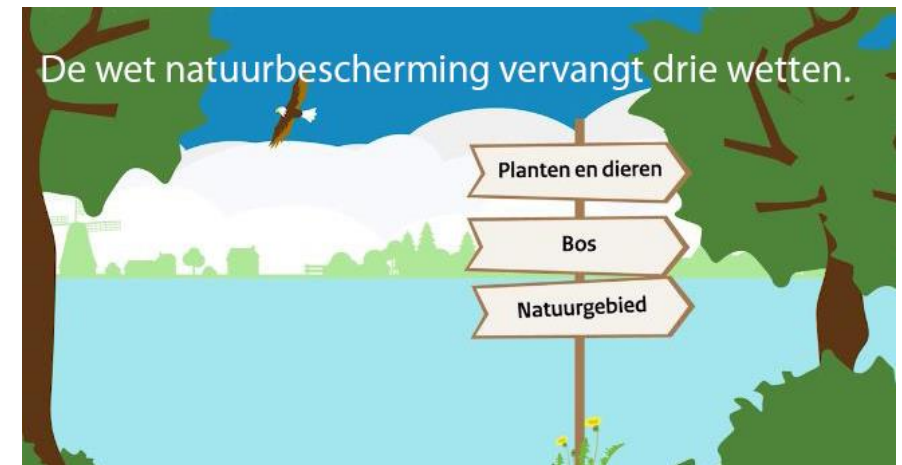 De wet natuurbescherming vervangt drie wetten.
Planten en dieren
Bos
Natuurgebied